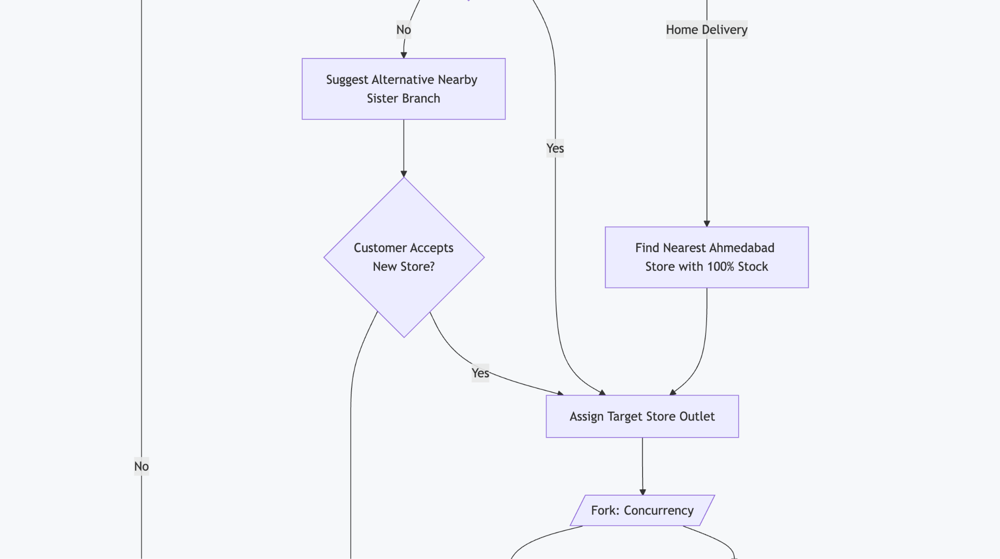 No
Home Delivery
Suggest Alternative Nearby
Sister Branch
Yes
Customer Accepts
New Store?
Find Nearest Ahmedabad
Store with 100% Stock
Yes
Assign Target Store Outlet
No
Fork: Concurrency